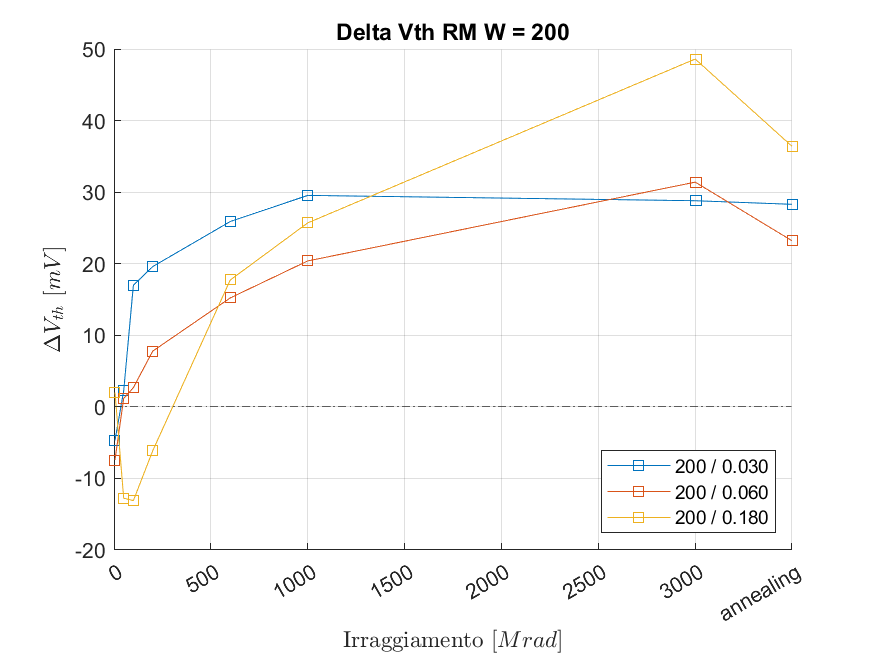 Delta Vth RM W = 200
50
40
30
20
10
0
-10
-20
ΔV_th [mV]
200 / 0.030
200 / 0.060
200 / 0.180
0
500
1000
1500
2000
2500
3000
annealing
Irraggiamento [Mrad]